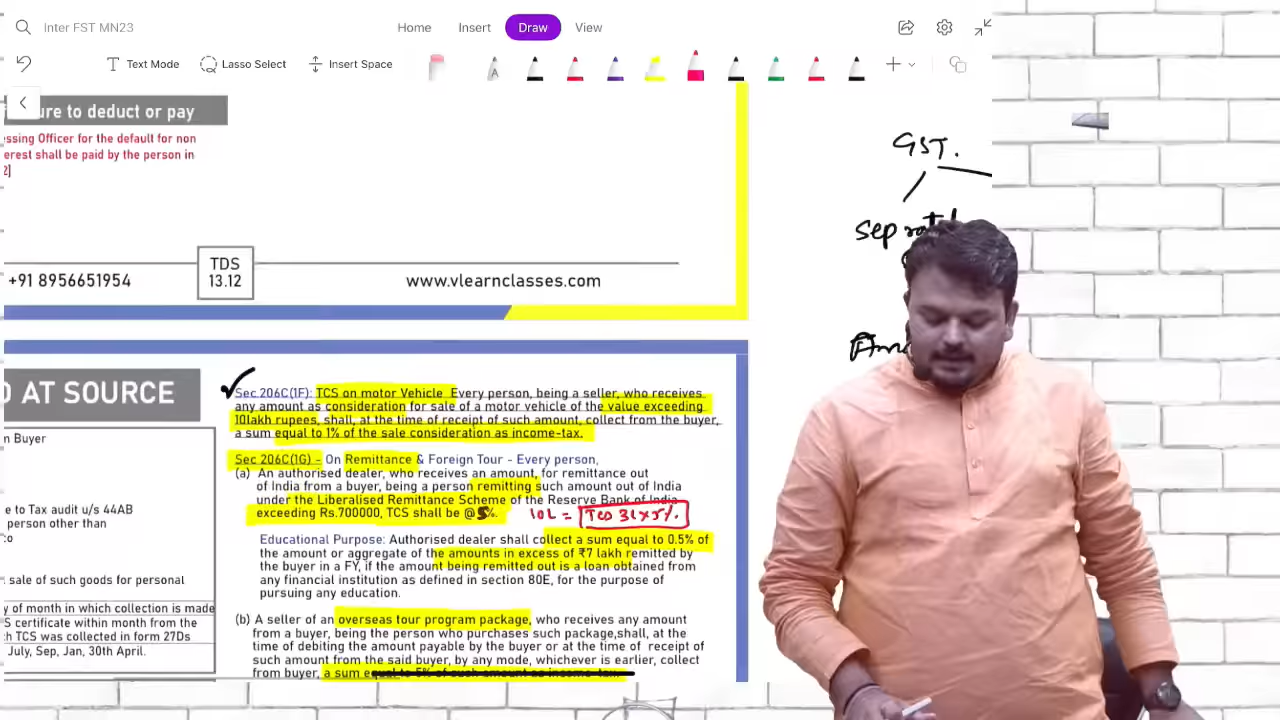 Inter FST MN23
Home
Insert
Draw
View
Text Mode
Lasso Select
Insert Space
ure to deduct or pay
essing Officer for the default for non
erest shall be paid by the person in
2]
+91 8956651954
TDS
13.12
www.vlearnclasses.com
GST.
D AT SOURCE
n Buyer
e to Tax audit u/s 44AB
person other than
:o
sale of such goods for personal
y of month in which collection is made
S certificate within month from the
h TCS was collected in form 27Ds
July, Sep, Jan, 30th April.
Sec 206C(1F): TCS on motor Vehicle Every person, being a seller, who receives
any amount as consideration for sale of a motor vehicle of the value exceeding
10lakh rupees, shall, at the time of receipt of such amount, collect from the buyer,
a sum equal to 1% of the sale consideration as income-tax.
Sec 206C(1G) - On Remittance & Foreign Tour - Every person,
(a) An authorised dealer, who receives an amount, for remittance out
of India from a buyer, being a person remitting such amount out of India
under the Liberalised Remittance Scheme of the Reserve Bank of India
exceeding Rs.700000, TCS shall be @5%. 10L = TCS 3L x 5%.
Educational Purpose: Authorised dealer shall collect a sum equal to 0.5% of
the amount or aggregate of the amounts in excess of ₹7 lakh remitted by
the buyer in a FY, if the amount being remitted out is a loan obtained from
any financial institution as defined in section 80E, for the purpose of
pursuing any education.
(b) A seller of an overseas tour program package, who receives any amount
from a buyer, being the person who purchases such package,shall, at the
time of debiting the amount payable by the buyer or at the time of receipt of
such amount from the said buyer, by any mode, whichever is earlier, collect
from buyer, a sum equal to 5% of such amount as income-tax.